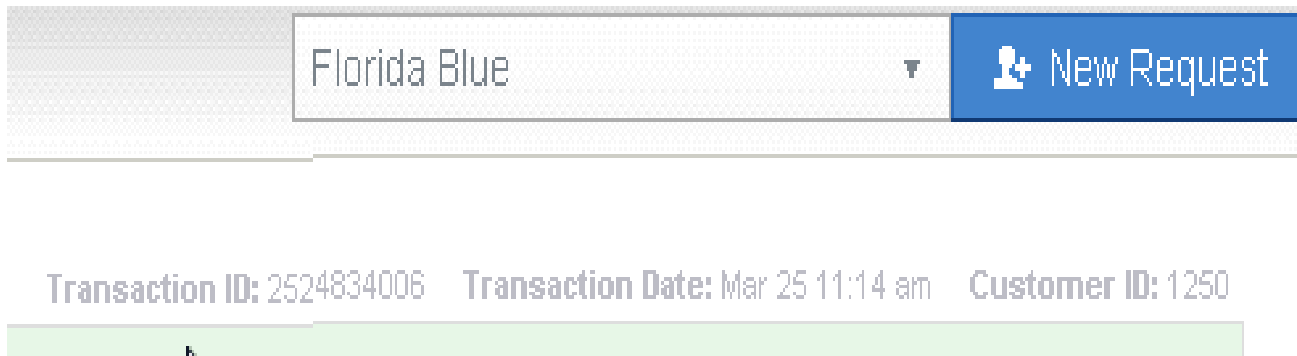 Florida Blue New Request
Transaction ID: 2524834006 Transaction Date: Mar 25 11:14 am Customer ID: 1250